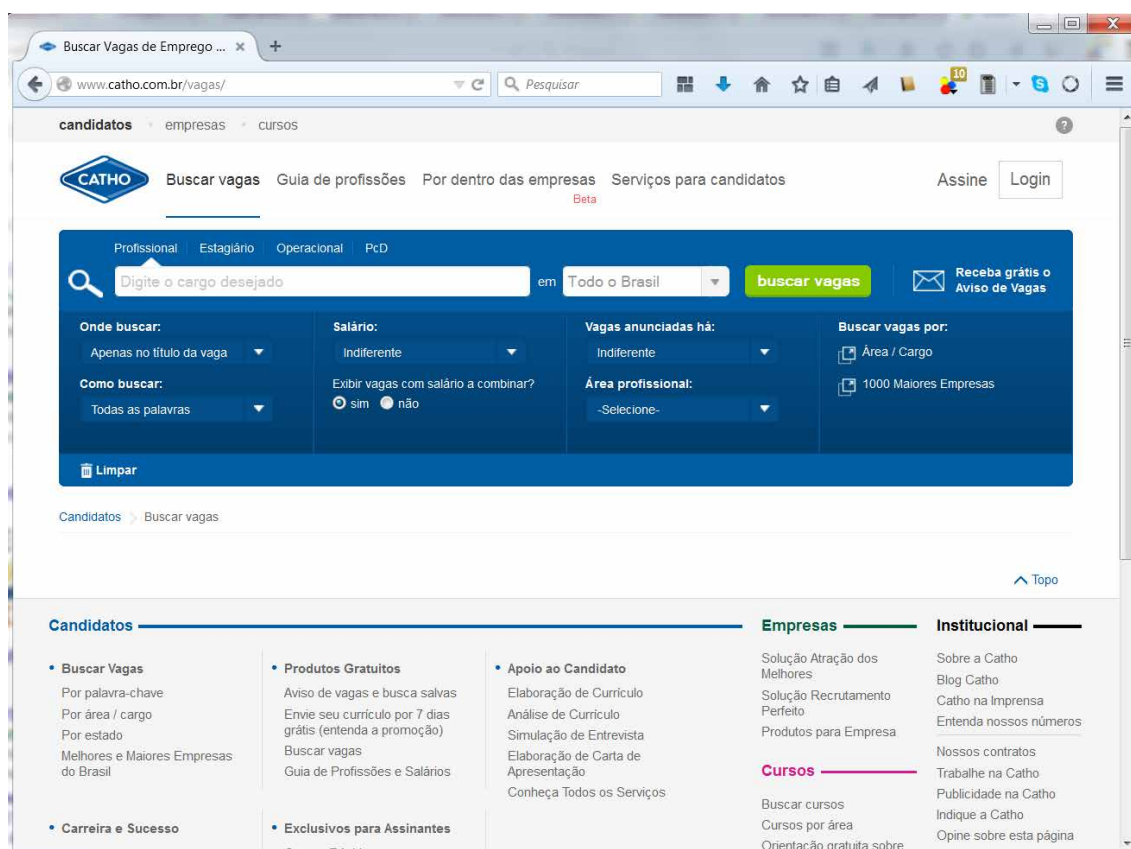 Buscar Vagas de Emprego ...
www.catho.com.br/vagas/
Pesquisar
10
candidatos
empresas
cursos
?
CATHO
Buscar vagas
Guia de profissões
Por dentro das empresas
Beta
Serviços para candidatos
Assine
Login
Profissional
Estagiário
Operacional
PcD
Digite o cargo desejado
em
Todo o Brasil
buscar vagas
Receba grátis o
Aviso de Vagas
Onde buscar:
Apenas no título da vaga
Como buscar:
Todas as palavras
Salário:
Indiferente
Exibir vagas com salário a combinar?
sim
não
Vagas anunciadas há:
Indiferente
Área profissional:
-Selecione-
Buscar vagas por:
Área / Cargo
1000 Maiores Empresas
Limpar
Candidatos
Buscar vagas
Topo
Candidatos
• Buscar Vagas
Por palavra-chave
Por área / cargo
Por estado
Melhores e Maiores Empresas
do Brasil
• Carreira e Sucesso
• Produtos Gratuitos
Aviso de vagas e busca salvas
Envie seu currículo por 7 dias
grátis (entenda a promoção)
Buscar vagas
Guia de Profissões e Salários
• Exclusivos para Assinantes
• Apoio ao Candidato
Elaboração de Currículo
Análise de Currículo
Simulação de Entrevista
Elaboração de Carta de
Apresentação
Conheça Todos os Serviços
Empresas
Solução Atração dos
Melhores
Solução Recrutamento
Perfeito
Produtos para Empresa
Cursos
Buscar cursos
Cursos por área
Orientação gratuita sobre
Institucional
Sobre a Catho
Blog Catho
Catho na Imprensa
Entenda nossos números
Nossos contratos
Trabalhe na Catho
Publicidade na Catho
Indique a Catho
Opine sobre esta página